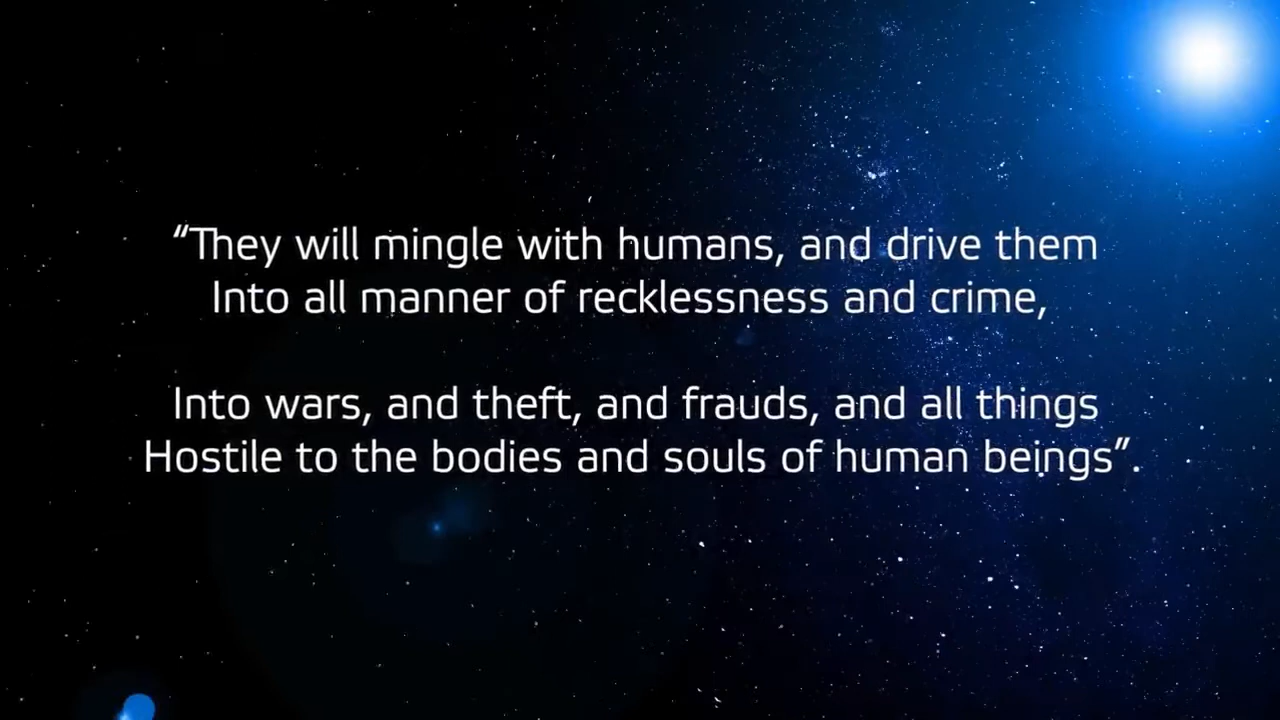 “They will mingle with humans, and drive them
Into all manner of recklessness and crime,
Into wars, and theft, and frauds, and all things
Hostile to the bodies and souls of human beings”.